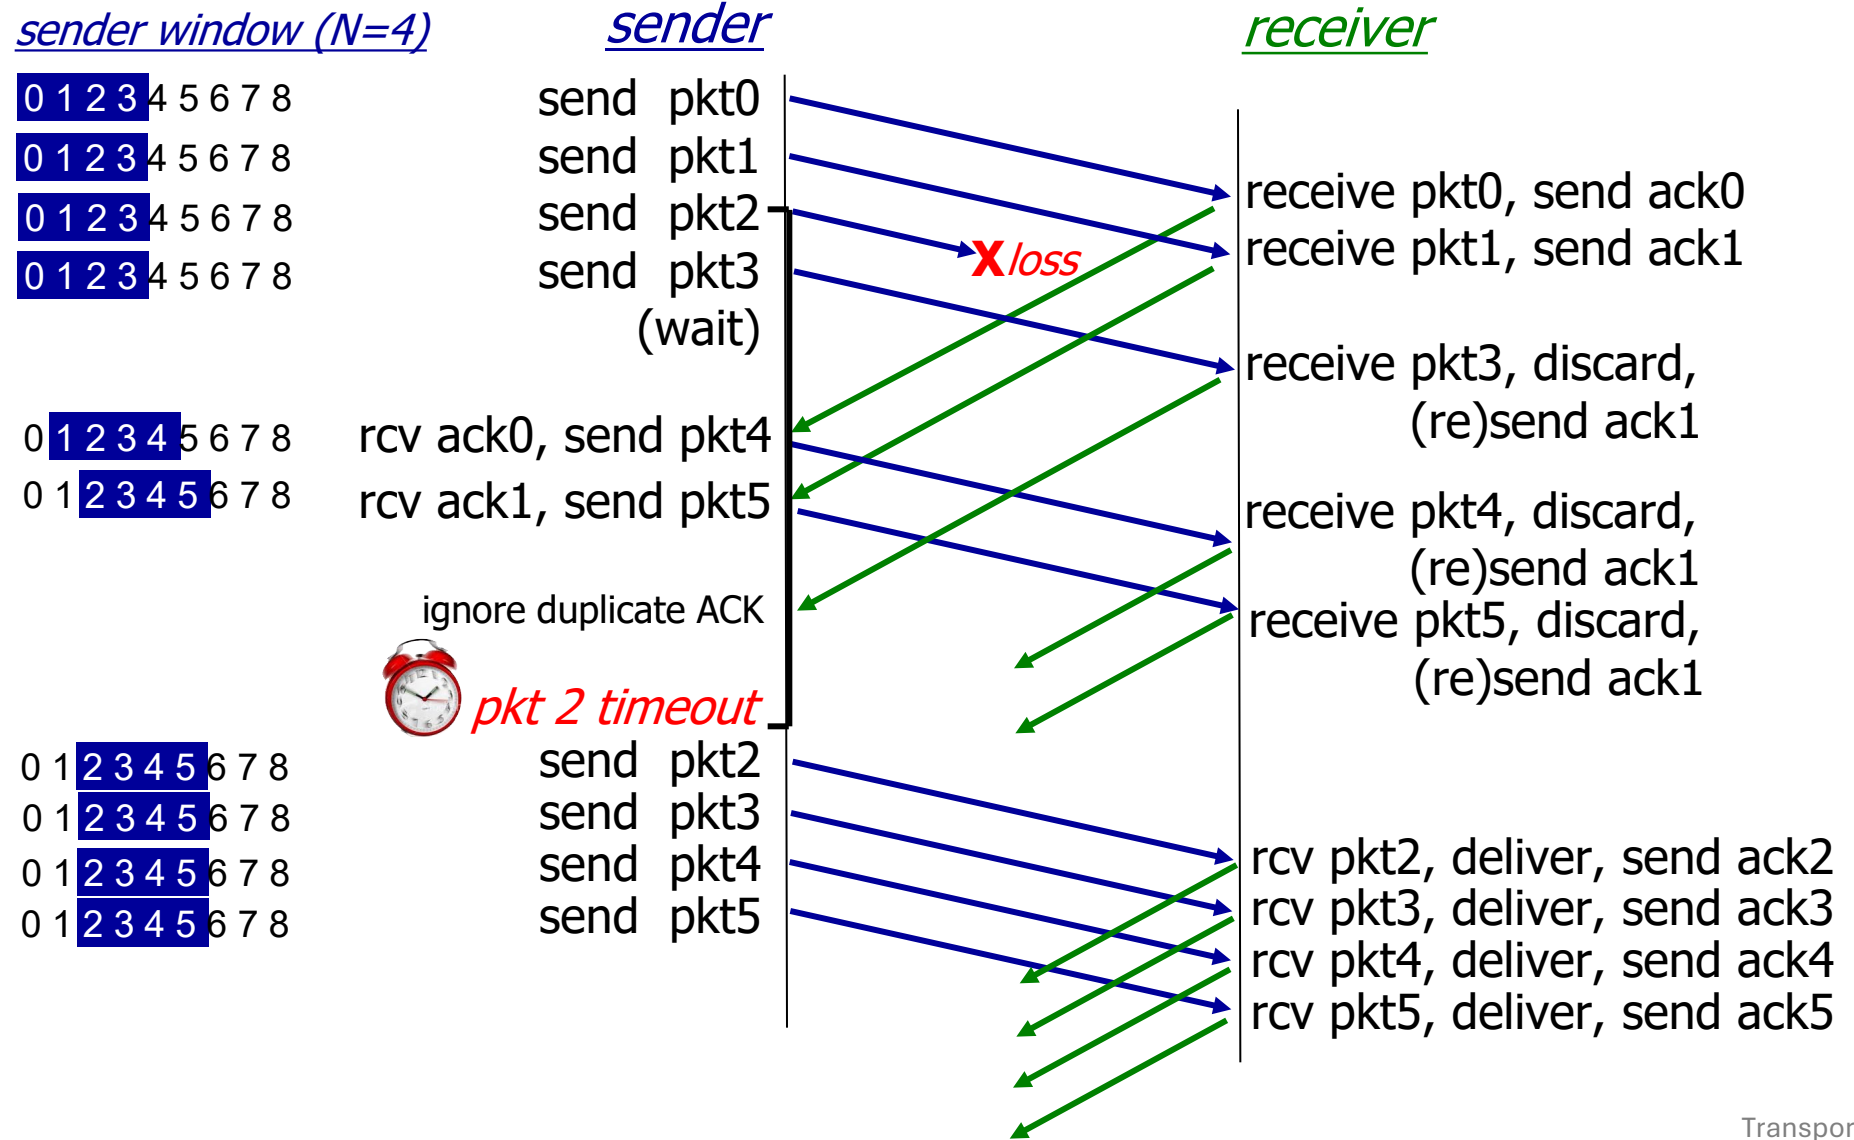 sender window (N=4) sender receiver
0 1 2 3 4 5 6 7 8 send pkt0
0 1 2 3 4 5 6 7 8 send pkt1
receive pkt0, send ack0
0 1 2 3 4 5 6 7 8 send pkt2
receive pkt1, send ack1
X loss
0 1 2 3 4 5 6 7 8 send pkt3
(wait)
receive pkt3, discard,
(re)send ack1
0 1 2 3 4 5 6 7 8 rcv ack0, send pkt4
0 1 2 3 4 5 6 7 8 rcv ack1, send pkt5
receive pkt4, discard,
(re)send ack1
ignore duplicate ACK
receive pkt5, discard,
(re)send ack1
pkt 2 timeout
0 1 2 3 4 5 6 7 8 send pkt2
0 1 2 3 4 5 6 7 8 send pkt3
0 1 2 3 4 5 6 7 8 send pkt4
0 1 2 3 4 5 6 7 8 send pkt5
rcv pkt2, deliver, send ack2
rcv pkt3, deliver, send ack3
rcv pkt4, deliver, send ack4
rcv pkt5, deliver, send ack5
Transpor